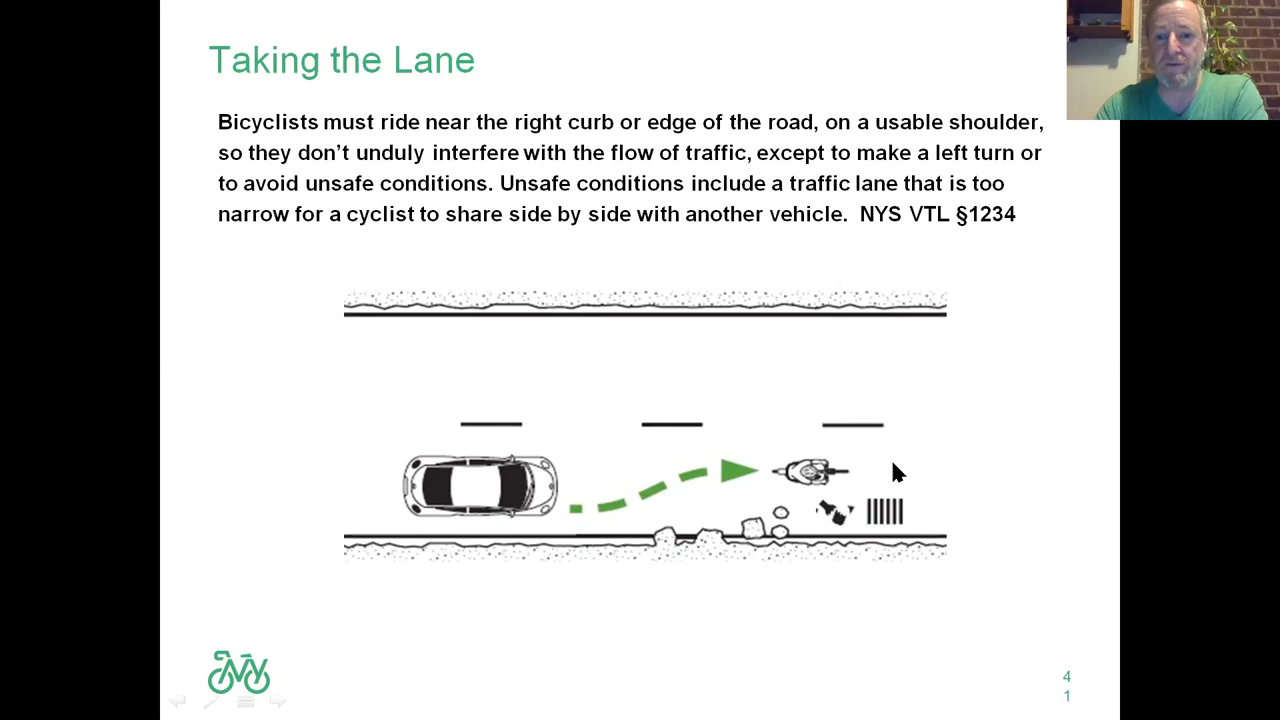 Taking the Lane
Bicyclists must ride near the right curb or edge of the road, on a usable shoulder,
so they don't unduly interfere with the flow of traffic, except to make a left turn or
to avoid unsafe conditions. Unsafe conditions include a traffic lane that is too
narrow for a cyclist to share side by side with another vehicle. NYS VTL §1234
4
1